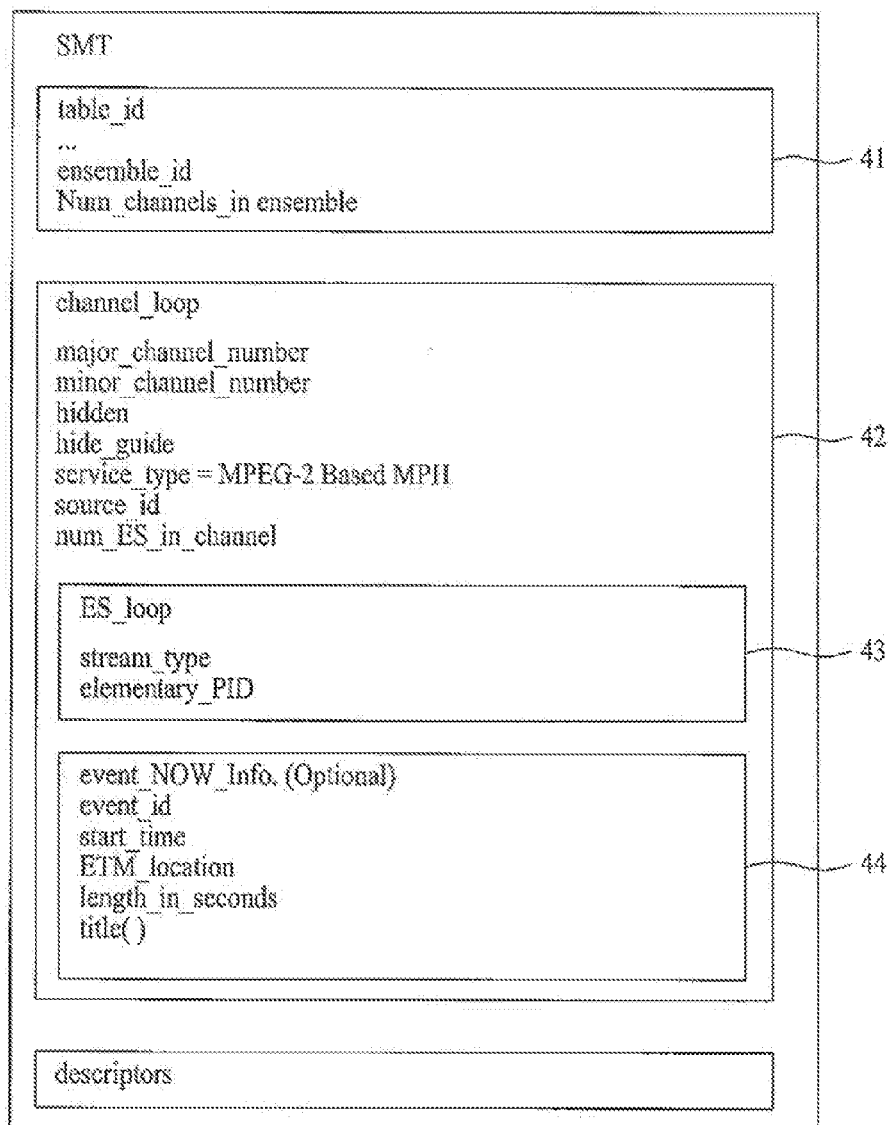 SMT
table_id
...
ensemble_id
Num_channels_in ensemble
41
channel_loop
major_channel_number
minor_channel_number
hidden
hide_guide
service_type = MPEG-2 Based MPH
source_id
num_ES_in_channel
42
ES_loop
stream_type
elementary_PID
43
event_NOW_Info. (Optional)
event_id
start_time
ETM_location
length_in_seconds
title( )
44
descriptors